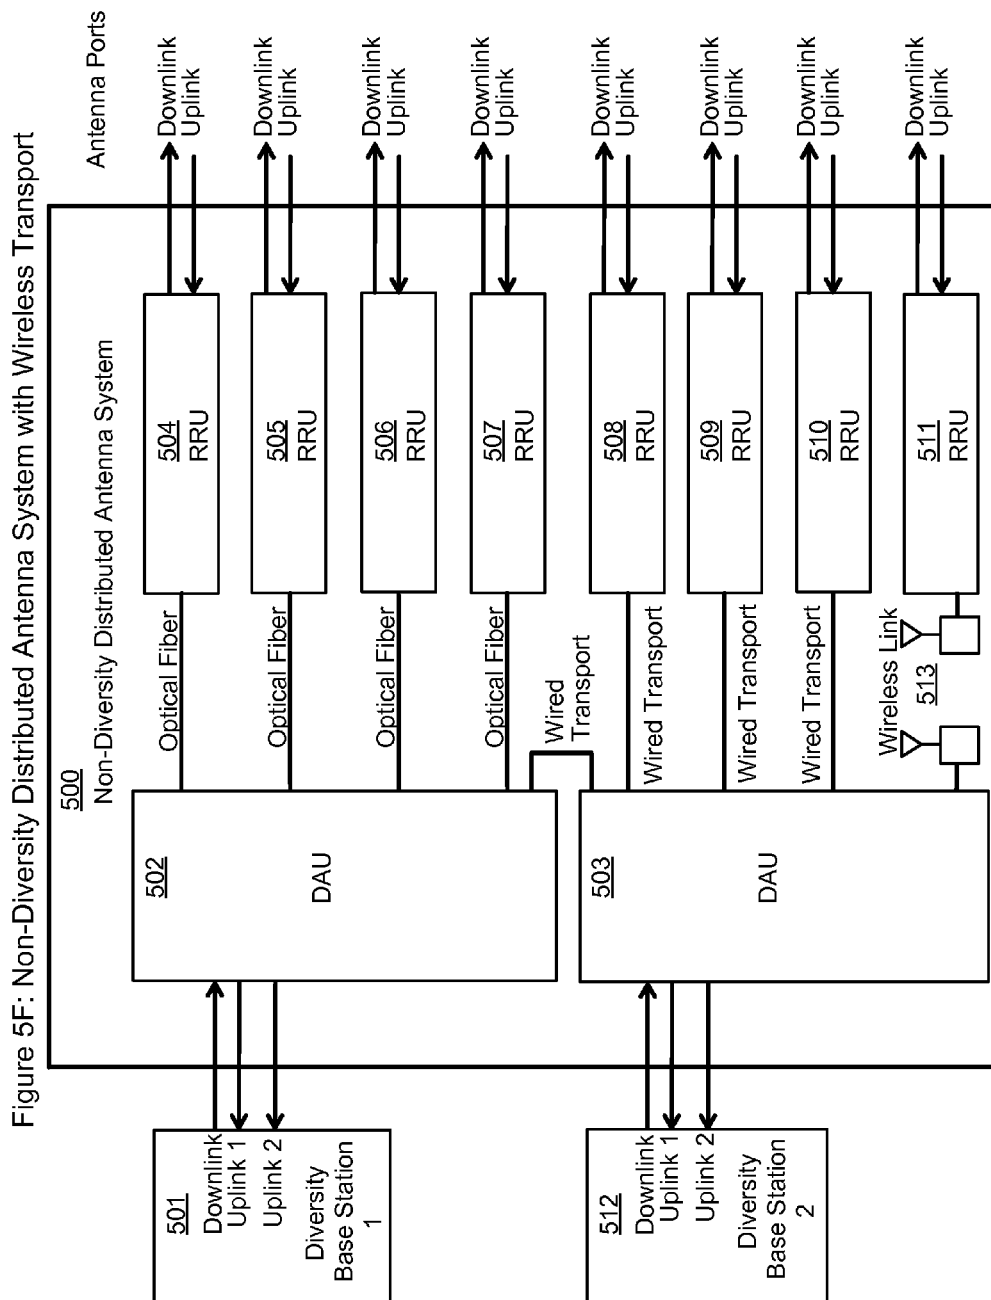 Figure 5F: Non-Diversity Distributed Antenna System with Wireless Transport
Antenna Ports
500
Non-Diversity Distributed Antenna System
501
Downlink
Uplink 1
Uplink 2
Diversity
Base Station
1
502
DAU
Optical Fiber
504
RRU
Downlink
Uplink
Optical Fiber
505
RRU
Downlink
Uplink
Optical Fiber
506
RRU
Downlink
Uplink
Optical Fiber
507
RRU
Downlink
Uplink
Wired
Transport
512
Downlink
Uplink 1
Uplink 2
Diversity
Base Station
2
503
DAU
Wired Transport
508
RRU
Downlink
Uplink
Wired Transport
509
RRU
Downlink
Uplink
Wired Transport
510
RRU
Downlink
Uplink
Wireless Link
513
511
RRU
Downlink
Uplink